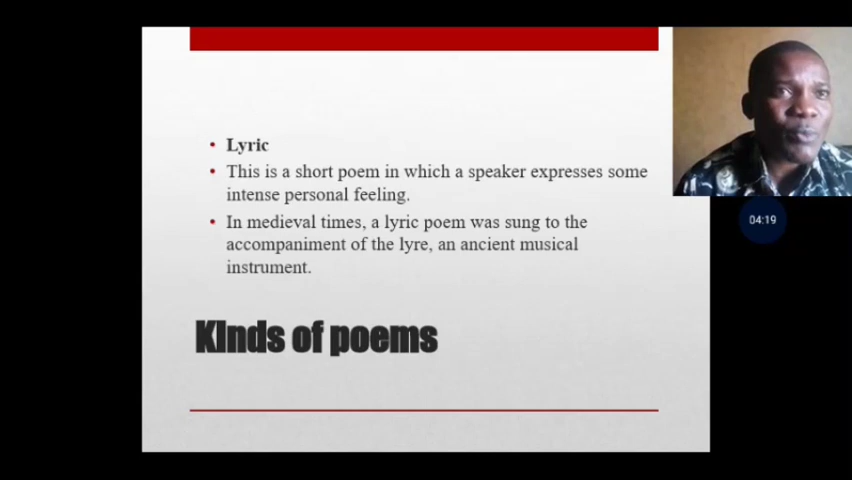 Lyric
This is a short poem in which a speaker expresses some
intense personal feeling.
In medieval times, a lyric poem was sung to the
accompaniment of the lyre, an ancient musical
instrument.
KInds of poems
04:19